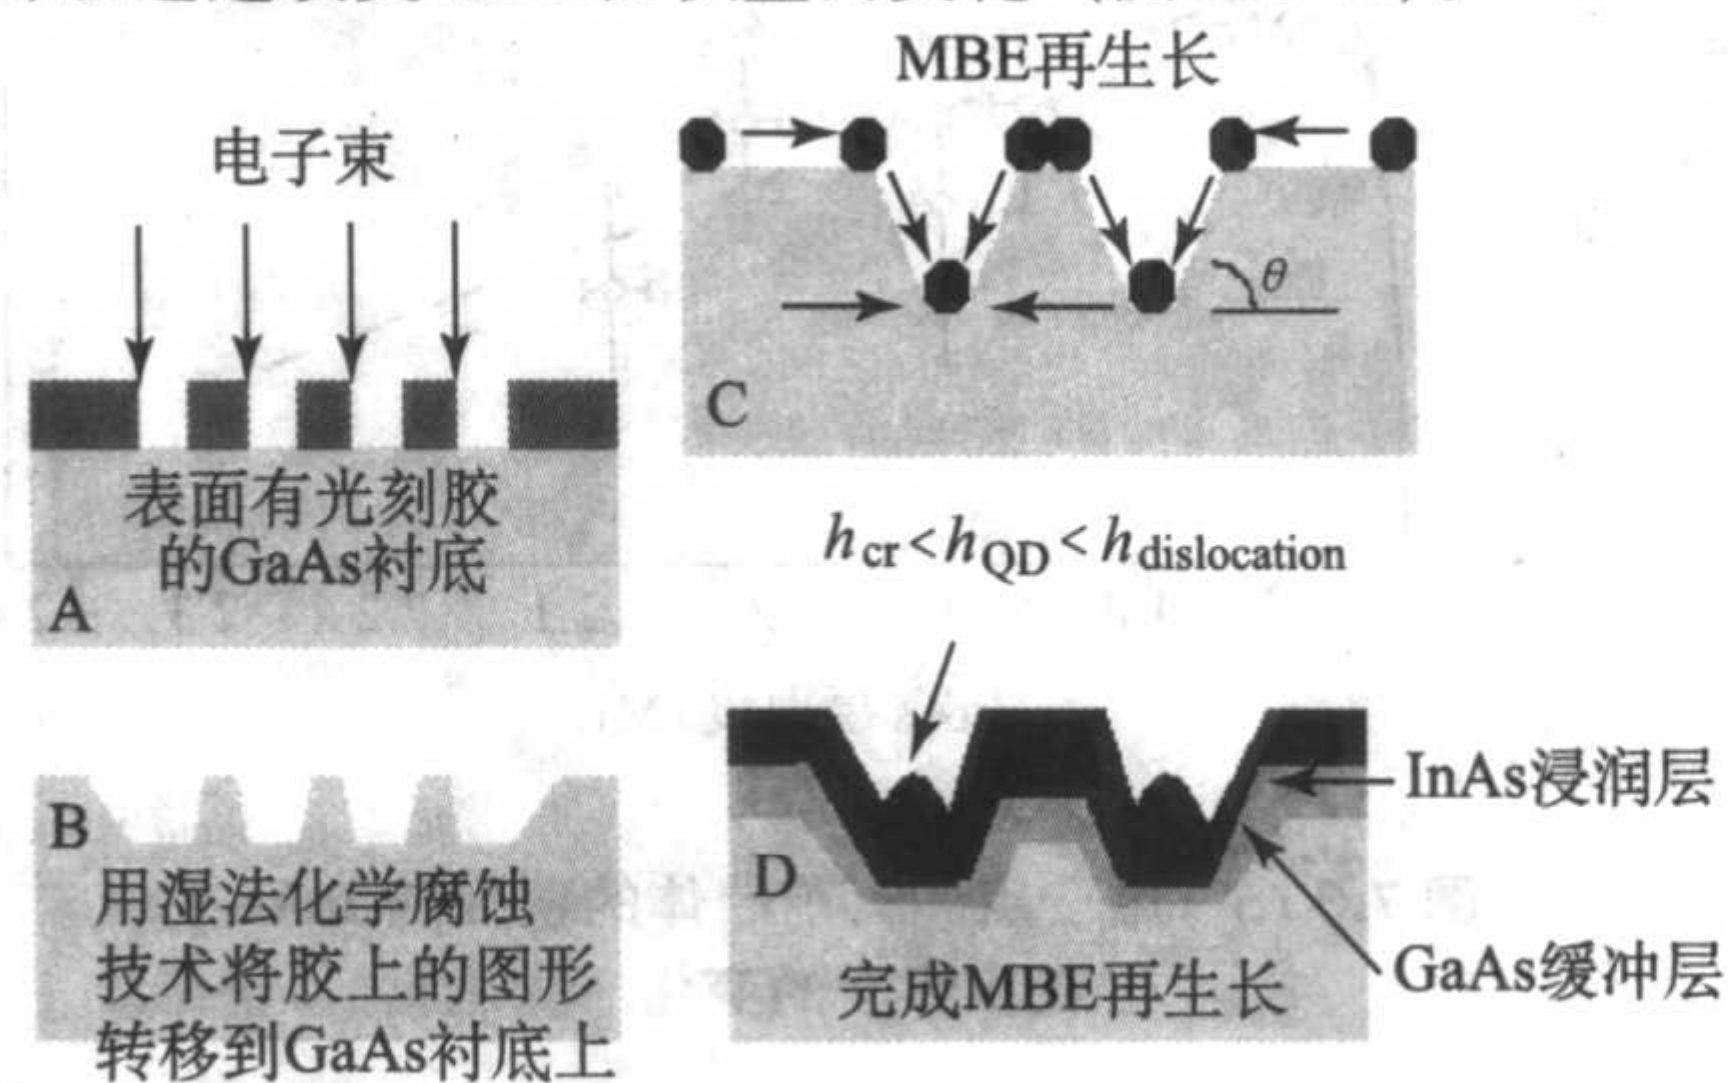 MBE再生长
电子束
θ
C
表面有光刻胶
的GaAs衬底
A
hcr<hQD<hdislocation
InAs浸润层
B
D
用湿法化学腐蚀
技术将胶上的图形
转移到GaAs衬底上
完成MBE再生长
GaAs缓冲层